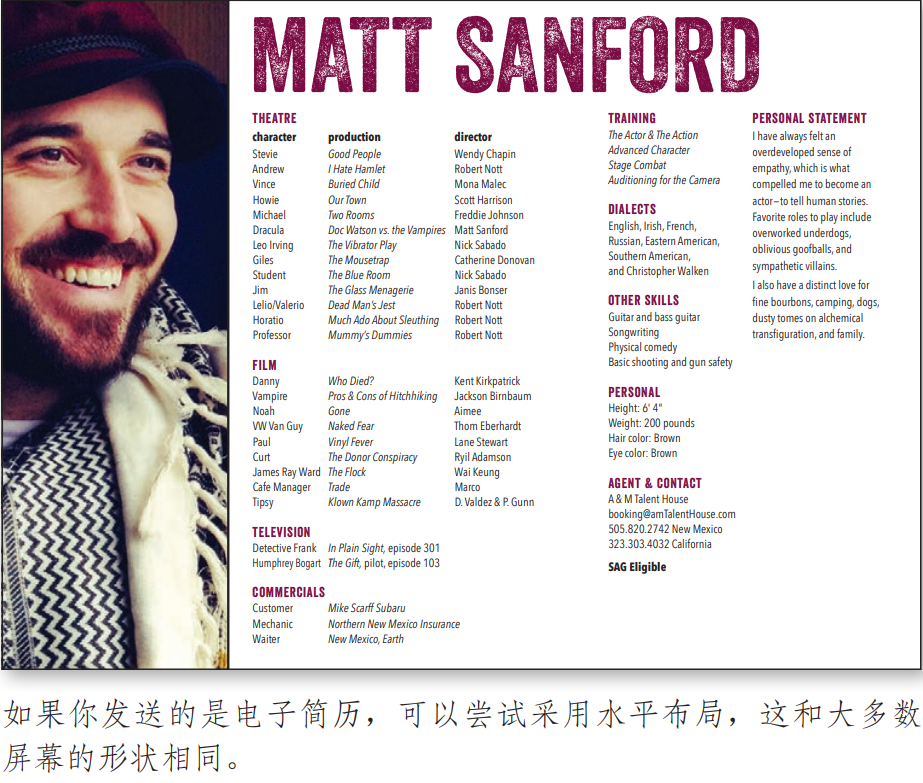 MATT SANFORD
THEATRE
character production director
Stevie Good People Wendy Chapin
Andrew I Hate Hamlet Robert Nott
Vince Buried Child Mona Malec
Howie Our Town Scott Harrison
Michael Two Rooms Freddie Johnson
Dracula Doc Watson vs. the Vampires Matt Sanford
Leo Irving The Vibrator Play Nick Sabado
Giles The Mousetrap Catherine Donovan
Student The Blue Room Nick Sabado
Jim The Glass Menagerie Janis Bonser
Lelio/Valerio Dead Man's Jest Robert Nott
Horatio Much Ado About Sleuthing Robert Nott
Professor Mummy's Dummies Robert Nott
FILM
Danny Who Died? Kent Kirkpatrick
Vampire Pros & Cons of Hitchhiking Jackson Birnbaum
Noah Gone Aimee
VW Van Guy Naked Fear Thom Eberhardt
Paul Vinyl Fever Lane Stewart
Curt The Donor Conspiracy Ryil Adamson
James Ray Ward The Flock Wai Keung
Cafe Manager Trade Marco
Tipsy Klown Kamp Massacre D. Valdez & P. Gunn
TELEVISION
Detective Frank In Plain Sight, episode 301
Humphrey Bogart The Gift, pilot, episode 103
COMMERCIALS
Customer Mike Scarff Subaru
Mechanic Northern New Mexico Insurance
Waiter New Mexico, Earth
TRAINING
The Actor & The Action
Advanced Character
Stage Combat
Auditioning for the Camera
DIALECTS
English, Irish, French,
Russian, Eastern American,
Southern American,
and Christopher Walken
OTHER SKILLS
Guitar and bass guitar
Songwriting
Physical comedy
Basic shooting and gun safety
PERSONAL
Height: 6' 4"
Weight: 200 pounds
Hair color: Brown
Eye color: Brown
AGENT & CONTACT
A & M Talent House
booking@amTalentHouse.com
505.820.2742 New Mexico
323.303.4032 California
SAG Eligible
PERSONAL STATEMENT
I have always felt an
overdeveloped sense of
empathy, which is what
compelled me to become an
actor—to tell human stories.
Favorite roles to play include
overworked underdogs,
oblivious goofballs, and
sympathetic villains.
I also have a distinct love for
fine bourbons, camping, dogs,
dusty tomes on alchemical
transfiguration, and family.
如果你发送的是电子简历，可以尝试采用水平布局，这和大多数
屏幕的形状相同。